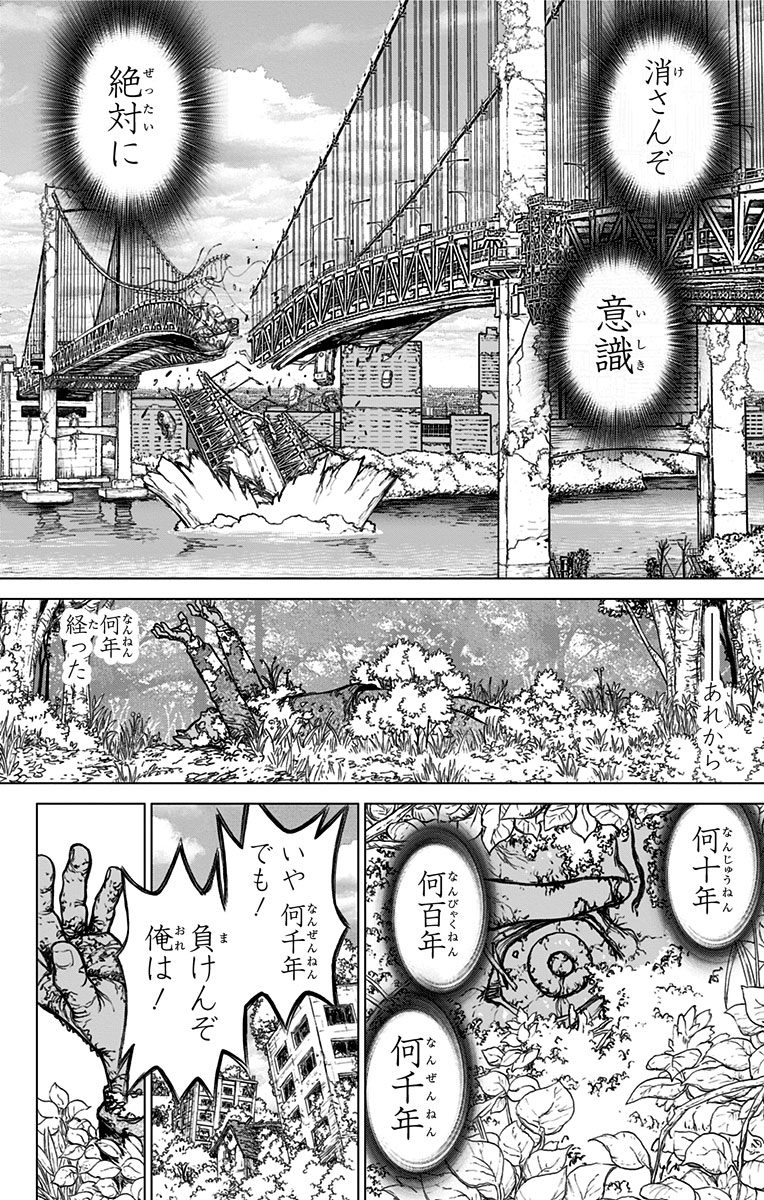 消さんぞ
意識
絶対に
あれから
何年
経った
何十年
何百年
何千年
いや 何千年
でも!
負けんぞ
俺は!